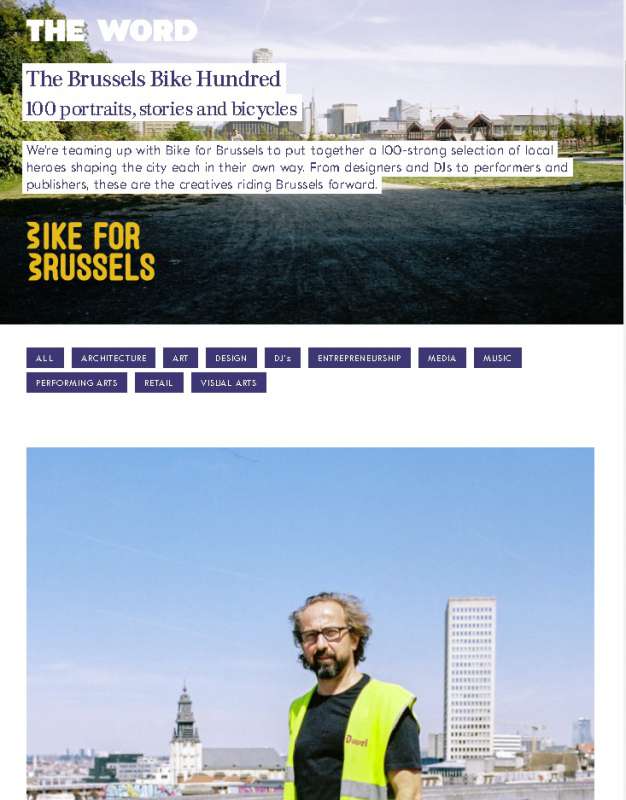 THE WORD
The Brussels Bike Hundred
100 portraits, stories and bicycles
We're teaming up with Bike for Brussels to put together a 100-strong selection of local
heroes shaping the city each in their own way. From designers and DJs to performers and
publishers, these are the creatives riding Brussels forward.
BIKE FOR
BRUSSELS
ALL ARCHITECTURE ART DESIGN DJ's ENTREPRENEURSHIP MEDIA MUSIC
PERFORMING ARTS RETAIL VISUAL ARTS